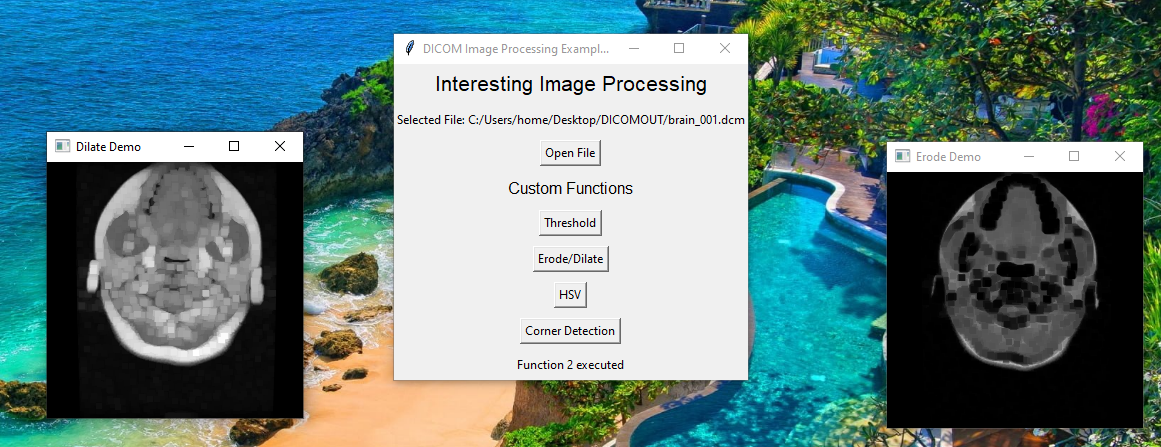 DICOM Image Processing Exampl...
Interesting Image Processing
Selected File: C:/Users/home/Desktop/DICOMOUT/brain_001.dcm
Open File
Custom Functions
Threshold
Erode/Dilate
HSV
Corner Detection
Function 2 executed
Dilate Demo
Erode Demo